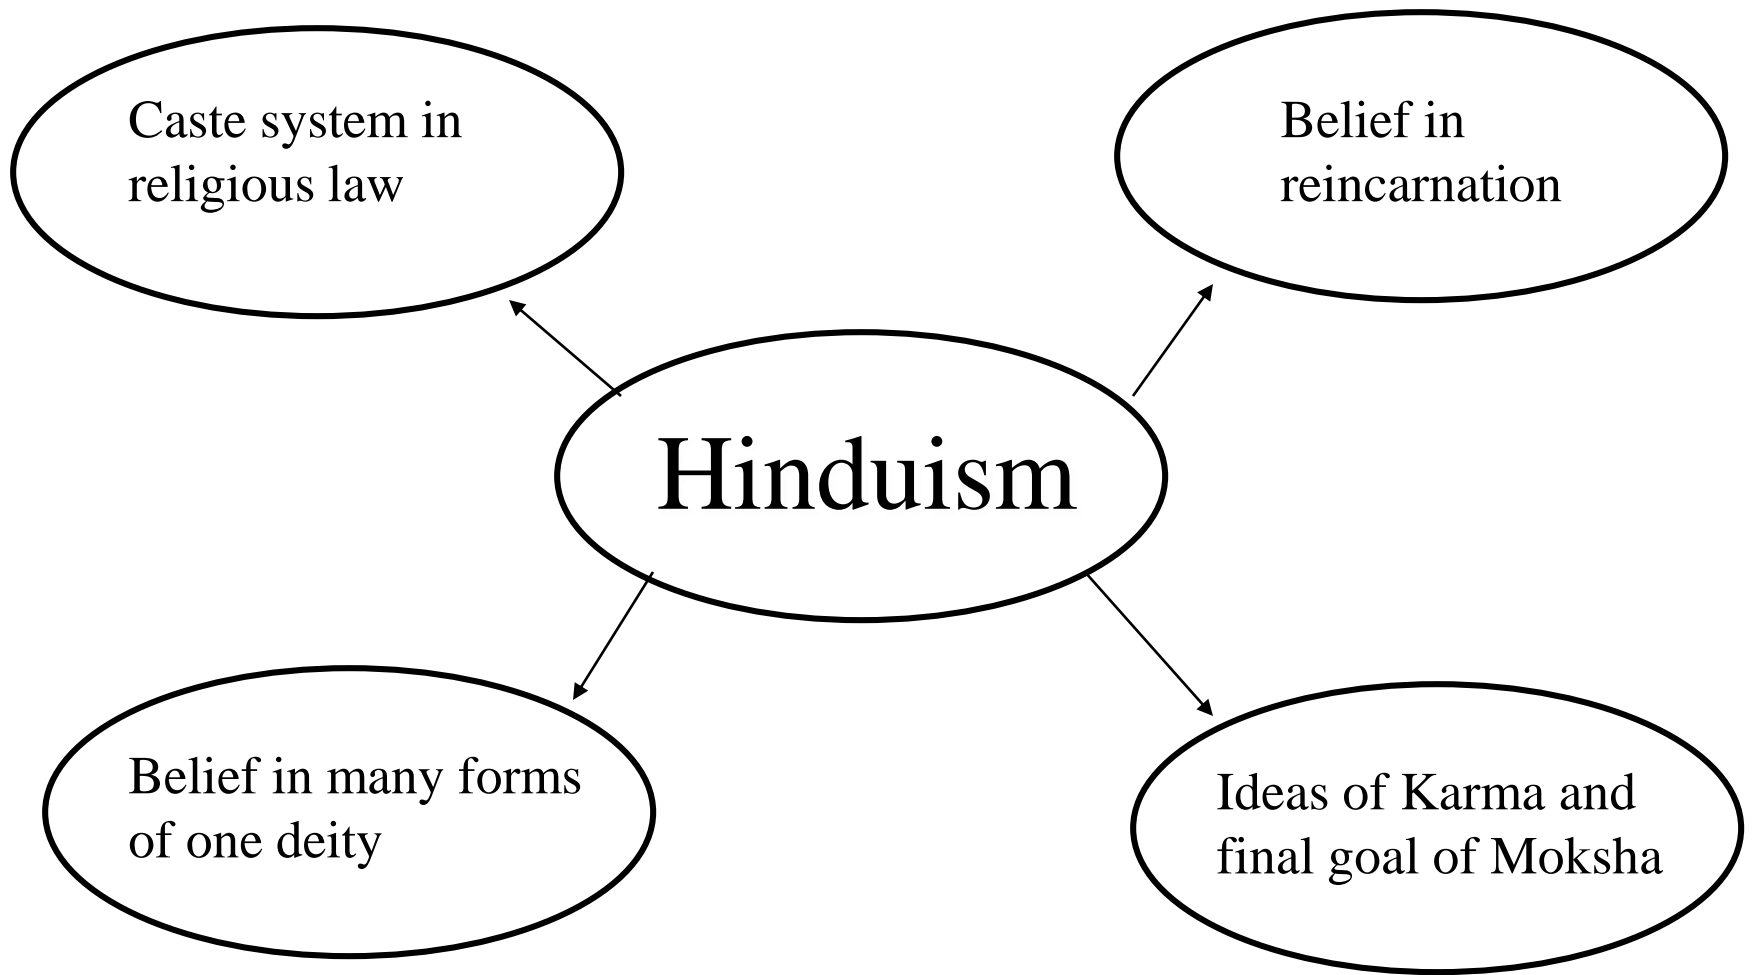 Caste system in
religious law
Belief in
reincarnation
Hinduism
Belief in many forms
of one deity
Ideas of Karma and
final goal of Moksha